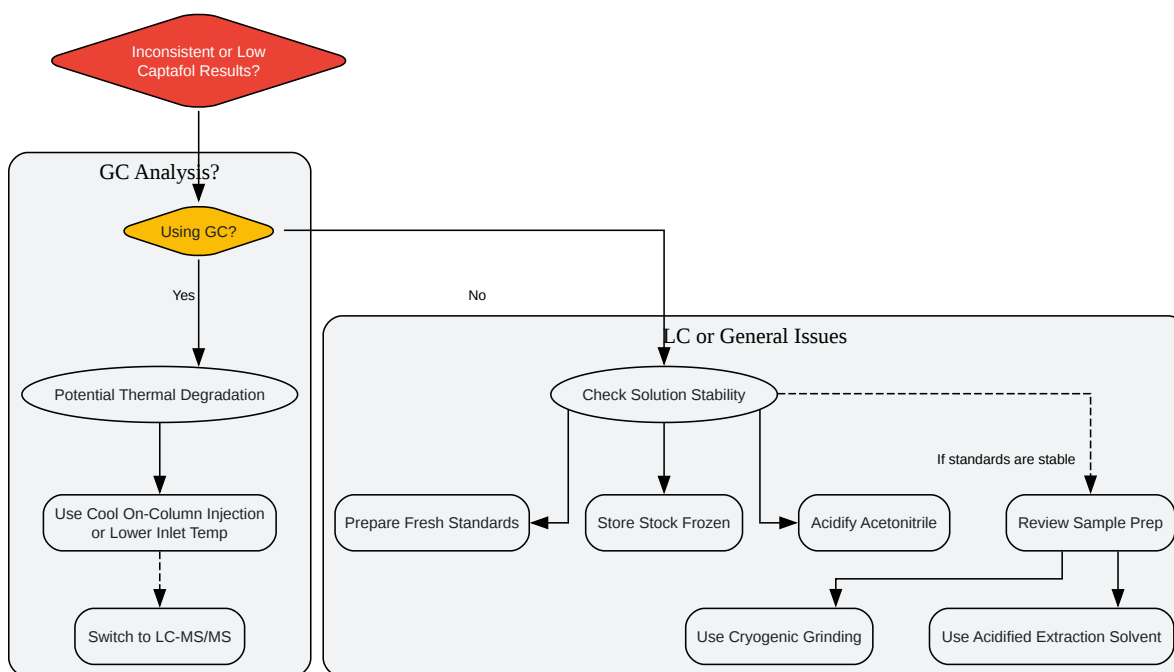 Inconsistent or Low
Captafol Results?
GC Analysis?
Using GC?
Yes
No
LC or General Issues
Potential Thermal Degradation
Check Solution Stability
If standards are stable
Use Cool On-Column Injection
or Lower Inlet Temp
Prepare Fresh Standards
Store Stock Frozen
Acidify Acetonitrile
Review Sample Prep
Switch to LC-MS/MS
Use Cryogenic Grinding
Use Acidified Extraction Solvent